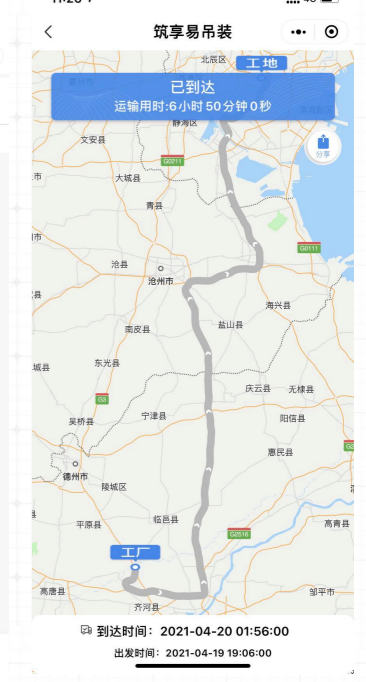 筑享易吊装
北辰区
工地
已到达
运输用时:6小时50分钟0秒
静海区
文安县
分享
G0211
大城县
市
青县
G0111
沧县
沧州市
县
海兴县
南皮县
盐山县
城县
东光县
庆云县
无棣县
G3
吴桥县
宁津县
阳信县
惠民县
德州市
陵城区
平原县
临邑县
高青县
G2516
工厂
高唐县
齐河县
邹平市
到达时间: 2021-04-20 01:56:00
出发时间: 2021-04-19 19:06:00